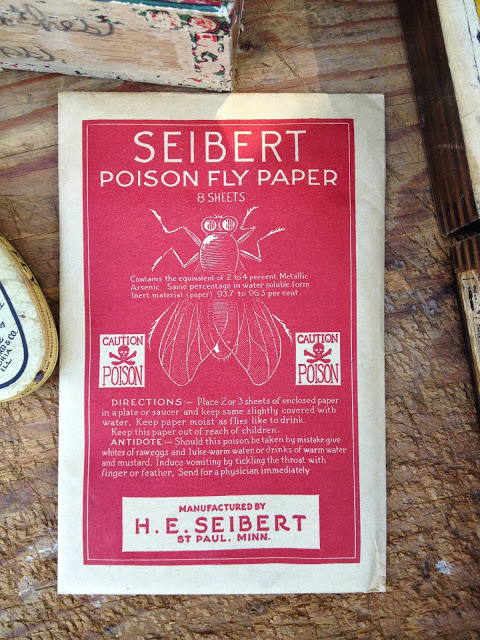 SEIBERT
POISON FLY PAPER
8 SHEETS
Contains the equivalent of 2 to 4 percent Metallic
Arsenic. Same percentage in water soluble form
Inert material (paper) 93.7 to 96.3 per cent.
CAUTION
POISON
CAUTION
POISON
DIRECTIONS:— Place 2 or 3 sheets of enclosed paper
in a plate or saucer and keep same slightly covered with
water. Keep paper moist as flies like to drink.
Keep this paper out of reach of children.
ANTIDOTE:— Should this poison be taken by mistake give
whites of raw eggs and luke-warm water, or drinks of warm water
and mustard. Induce vomiting by tickling the throat with
finger or feather, Send for a physician immediately
MANUFACTURED BY
H. E. SEIBERT
ST PAUL. MINN.
& CO.
ILL.